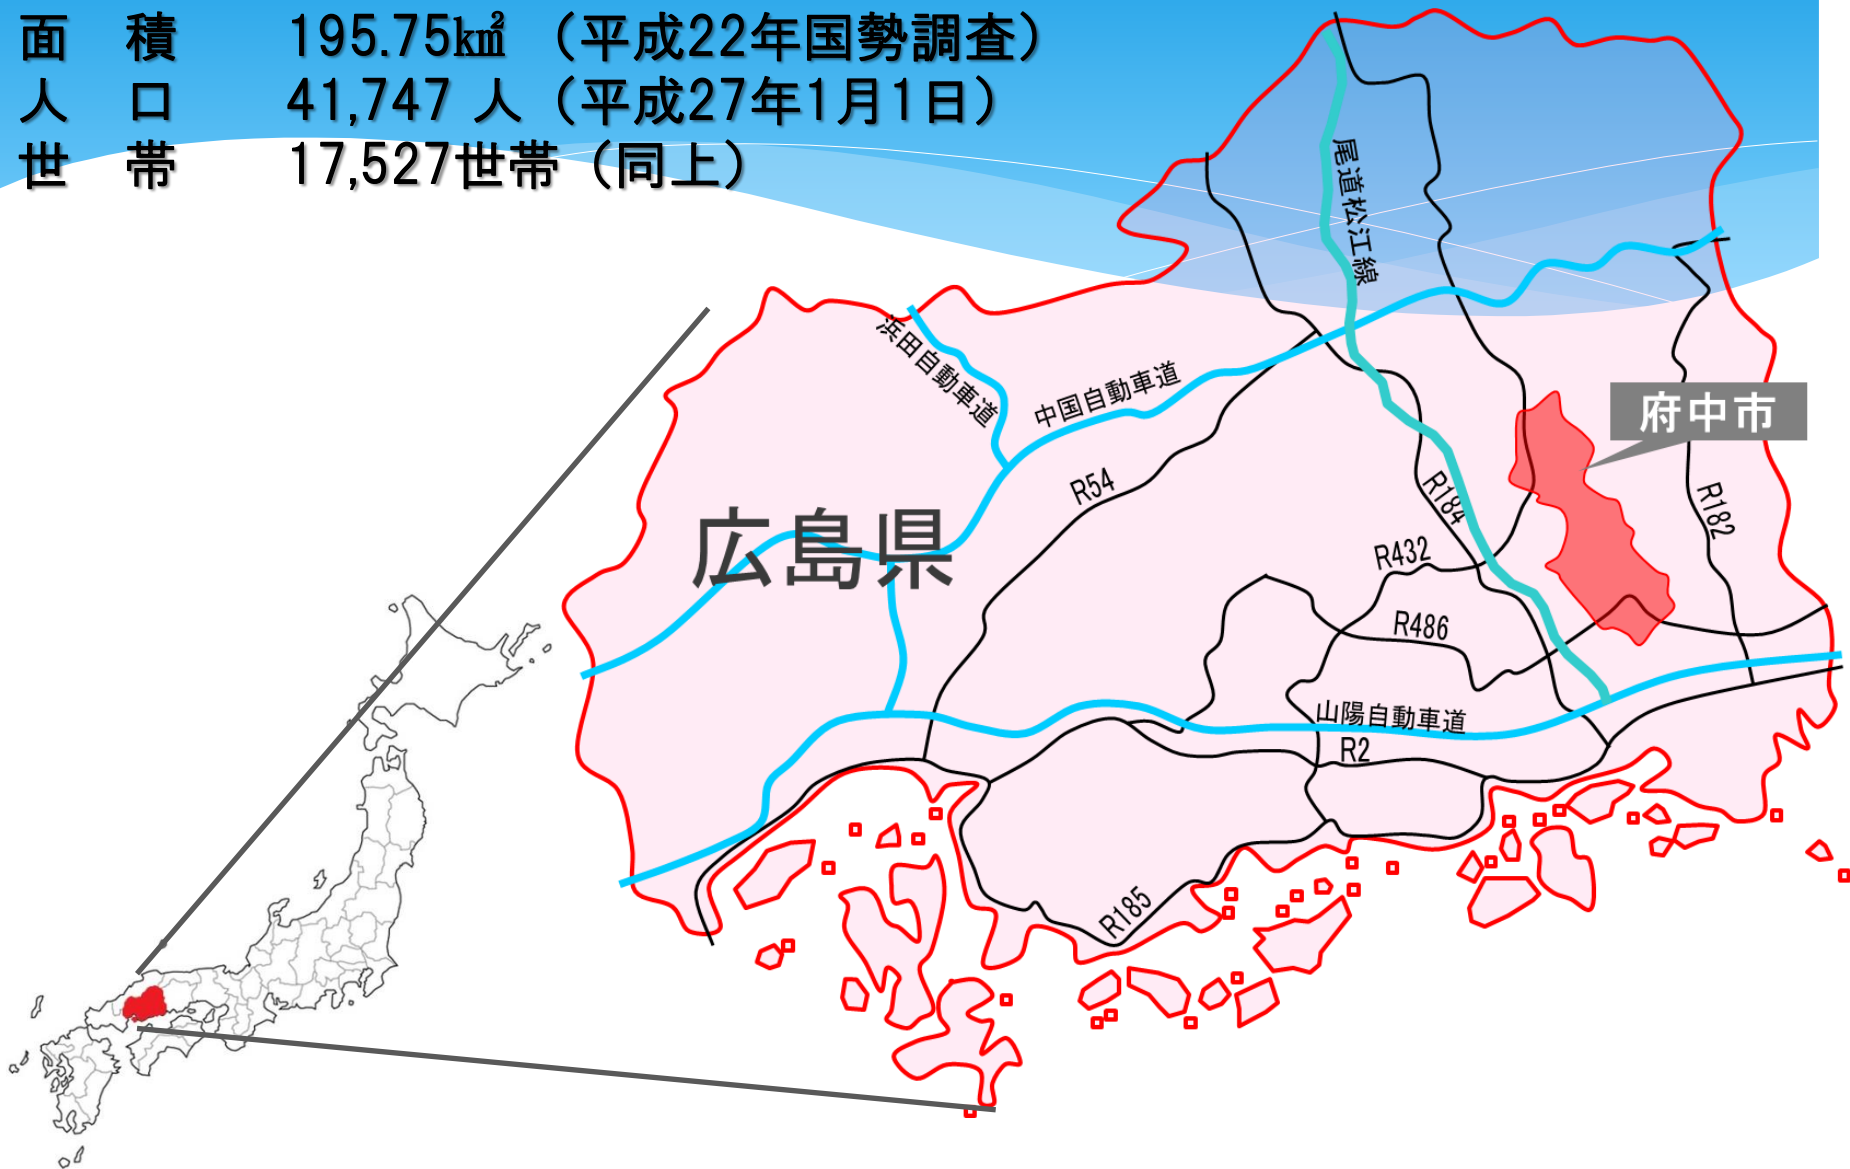 面　積　　195.75k㎡ （平成22年国勢調査）
人　口　　41,747 人（平成27年1月1日）
世　帯　　17,527世帯（同上）
尾道松江線
浜田自動車道
中国自動車道
府中市
R54
R184
R182
広島県
R432
R486
山陽自動車道
R2
R185